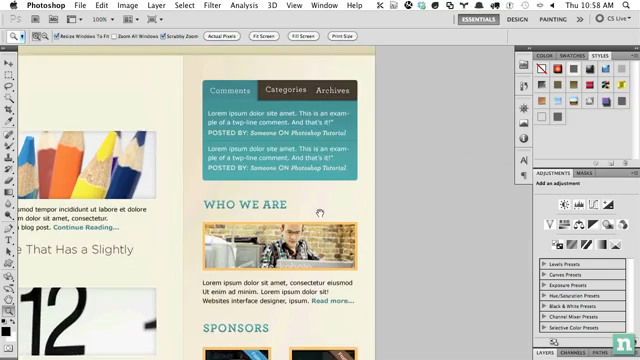 Photoshop File Edit Image Layer Select Filter Analysis 3D View Window Help Thu 10:58 AM
Ps Mb 100% ESSENTIALS DESIGN PAINTING CS Live
Resize Windows To Fit Zoom All Windows Scrubby Zoom Actual Pixels Fit Screen Fill Screen Print Size
COLOR SWATCHES STYLES
Comments Categories Archives
Lorem ipsum dolor site amet. This is an exam-
ple of a twp-line comment. And that's it!"
POSTED BY: Someone ON Photoshop Tutorial
Lorem ipsum dolor site amet. This is an exam-
ple of a twp-line comment. And that's it!"
POSTED BY: Someone ON Photoshop Tutorial
WHO WE ARE
Lorem ipsum dolor sit amet, consectetur eiusmod
Ut enim ad minim. Lorem ipsum dolor sit!
Websites interface designer, ipsum. Read more...
SPONSORS
tempor incididunt ut labore et dolore
m dolor sit amet, consectetur.
blog post. Continue Reading...
e That Has a Slightly
12
ADJUSTMENTS MASKS
Add an adjustment
Levels Presets
Curves Presets
Exposure Presets
Hue/Saturation Presets
Black & White Presets
Channel Mixer Presets
Selective Color Presets
LAYERS CHANNELS PATHS
n